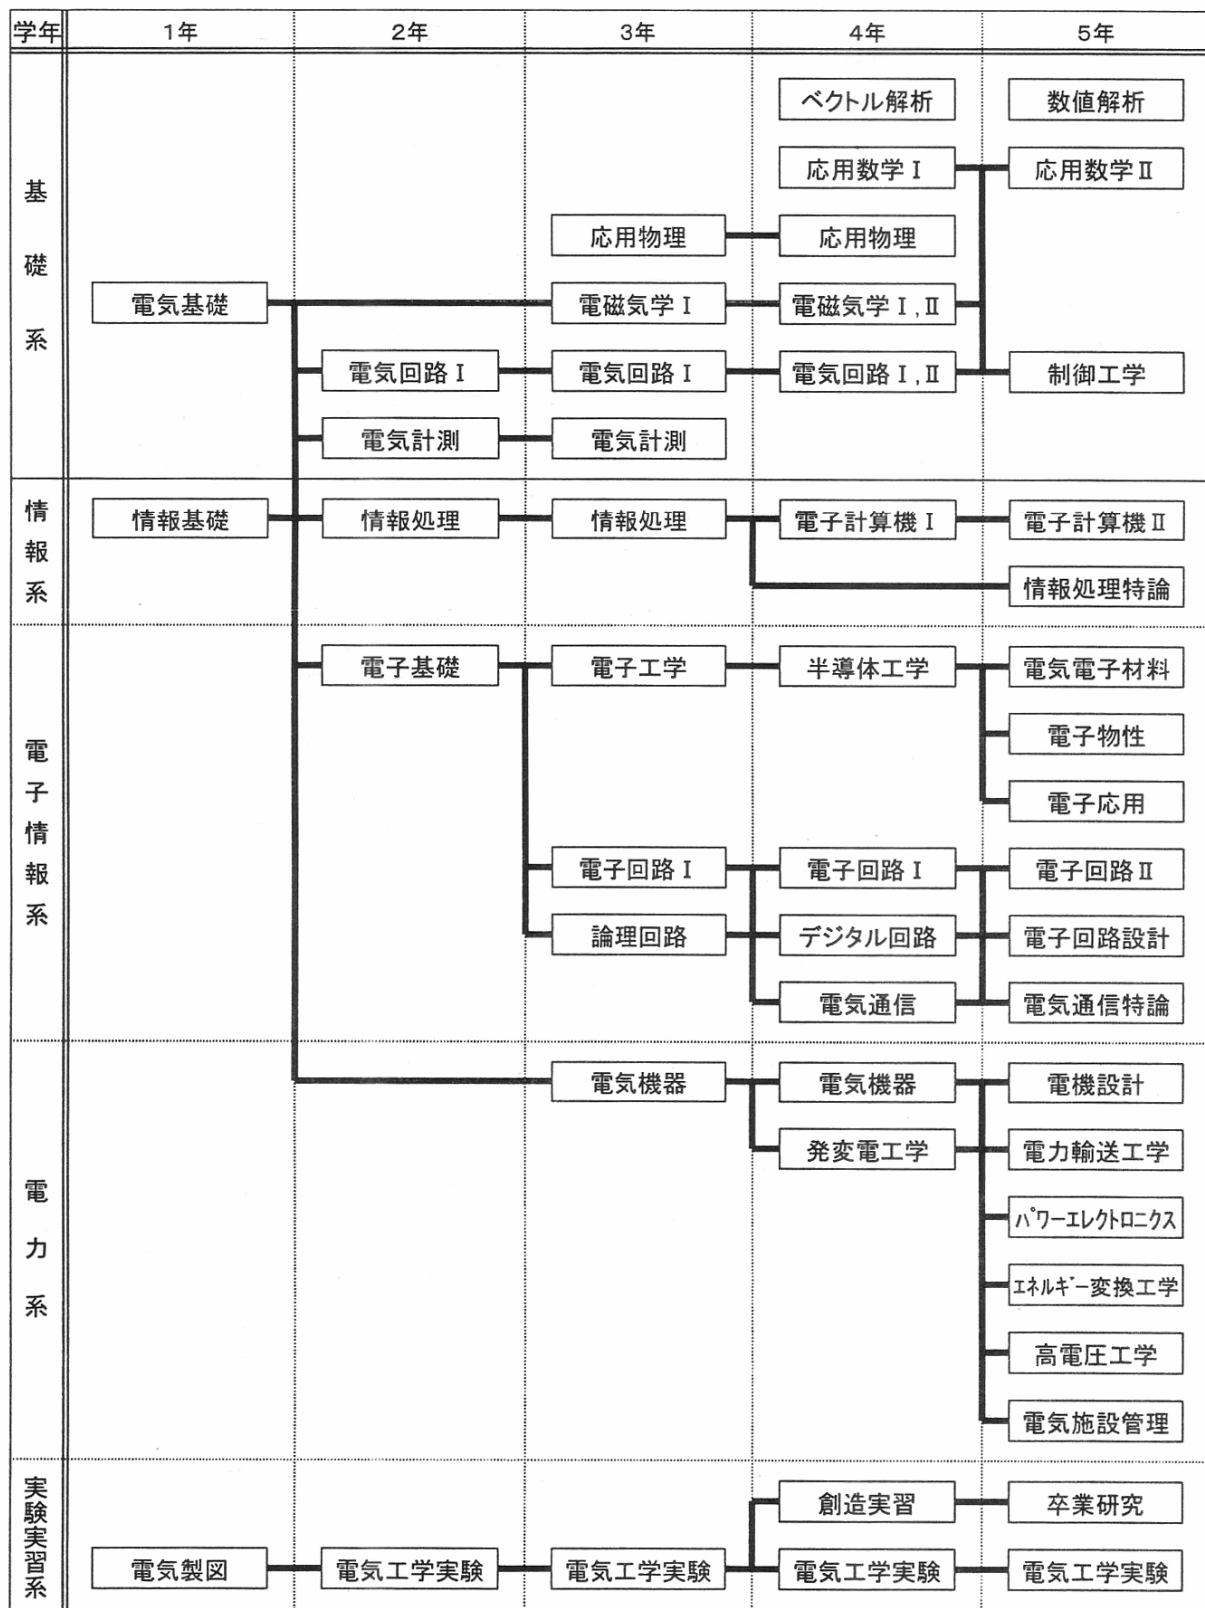 学年 1年 2年 3年 4年 5年
基礎系
ベクトル解析 数値解析
応用数学Ⅰ 応用数学Ⅱ
応用物理 応用物理
電気基礎 電磁気学Ⅰ 電磁気学Ⅰ,Ⅱ
電気回路Ⅰ 電気回路Ⅰ 電気回路Ⅰ,Ⅱ 制御工学
電気計測 電気計測
情報系
情報基礎 情報処理 情報処理 電子計算機Ⅰ 電子計算機Ⅱ
情報処理特論
電子情報系
電子基礎 電子工学 半導体工学 電気電子材料
電子物性
電子応用
電子回路Ⅰ 電子回路Ⅰ 電子回路Ⅱ
論理回路 デジタル回路 電子回路設計
電気通信 電気通信特論
電力系
電気機器 電気機器 電機設計
発変電工学 電力輸送工学
ﾊﾟﾜｰｴﾚｸﾄﾛﾆｸｽ
ｴﾈﾙｷﾞｰ変換工学
高電圧工学
電気施設管理
実験実習系
創造実習 卒業研究
電気製図 電気工学実験 電気工学実験 電気工学実験 電気工学実験